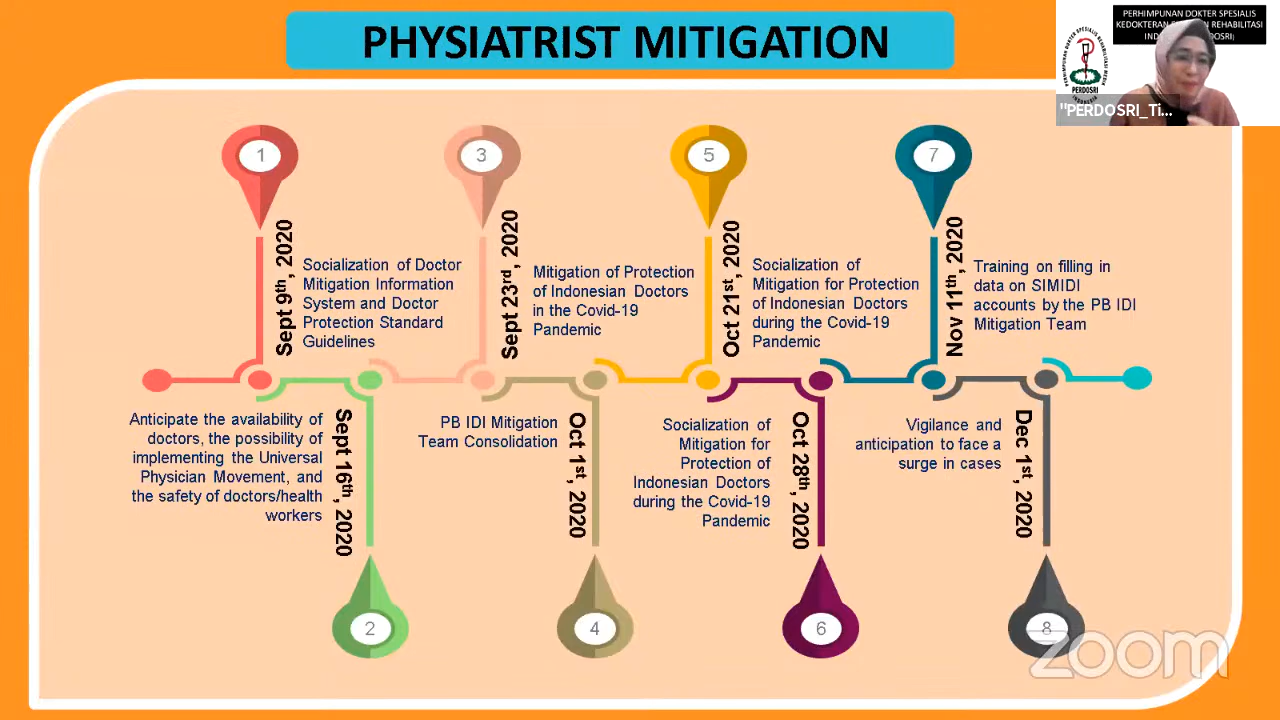 PHYSIATRIST MITIGATION
PERHIMPUNAN DOKTER SPESIALIS
KEDOKTERAN REHABILITASI
PERDOSRI
INDONESIA
"PERDOSRI_Ti...
1
Sept 9th, 2020
Socialization of Doctor
Mitigation Information
System and Doctor
Protection Standard
Guidelines
2
Sept 16th, 2020
Anticipate the availability of
doctors, the possibility of
implementing the Universal
Physician Movement, and
the safety of doctors/health
workers
3
Sept 23rd, 2020
Mitigation of Protection
of Indonesian Doctors
in the Covid-19
Pandemic
4
Oct 1st, 2020
PB IDI Mitigation
Team Consolidation
5
Oct 21st, 2020
Socialization of
Mitigation for Protection
of Indonesian Doctors
during the Covid-19
Pandemic
6
Oct 28th, 2020
Socialization of
Mitigation for
Protection of
Indonesian Doctors
during the Covid-19
Pandemic
7
Nov 11th, 2020
Training on filling in
data on SIMIDI
accounts by the PB IDI
Mitigation Team
8
Dec 1st, 2020
Vigilance and
anticipation to face a
surge in cases
zoom